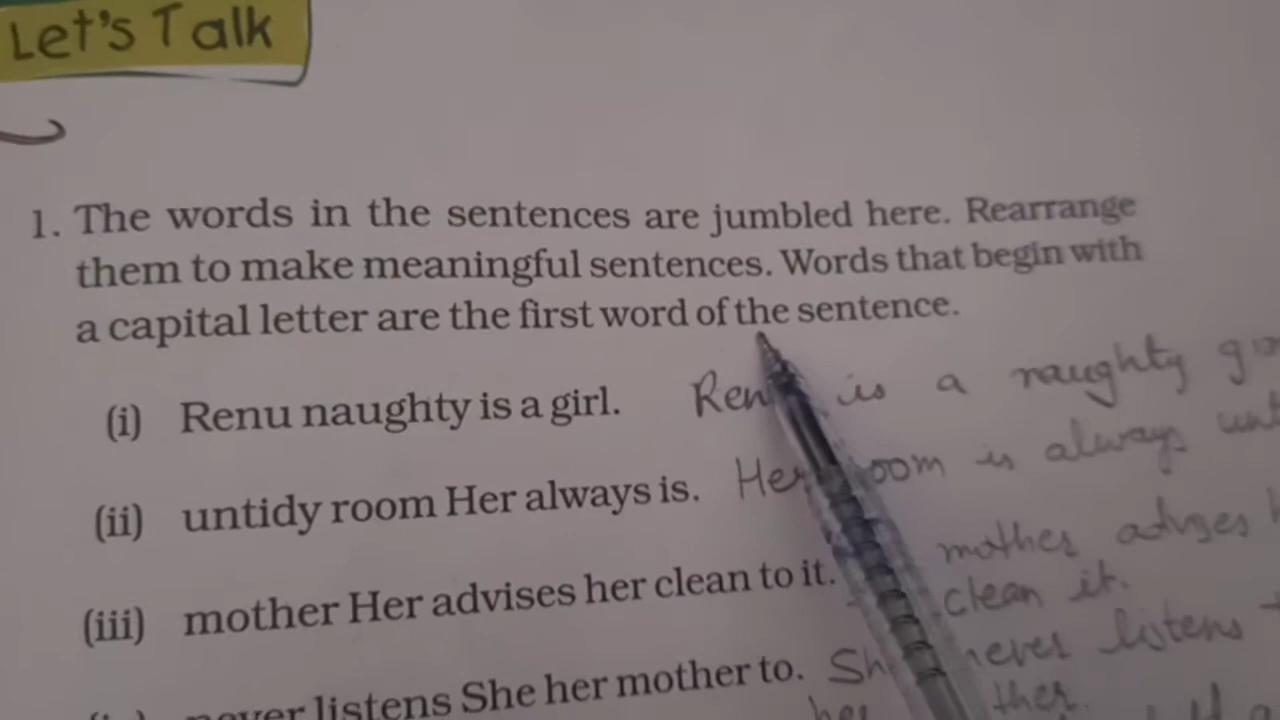 Let's Talk
1. The words in the sentences are jumbled here. Rearrange
them to make meaningful sentences. Words that begin with
a capital letter are the first word of the sentence.
(i) Renu naughty is a girl. is a naughty
(ii) untidy room Her always is. Her room is always
(iii) mother Her advises her clean to it. mother advises
clean it.
never listens She her mother to. never listens